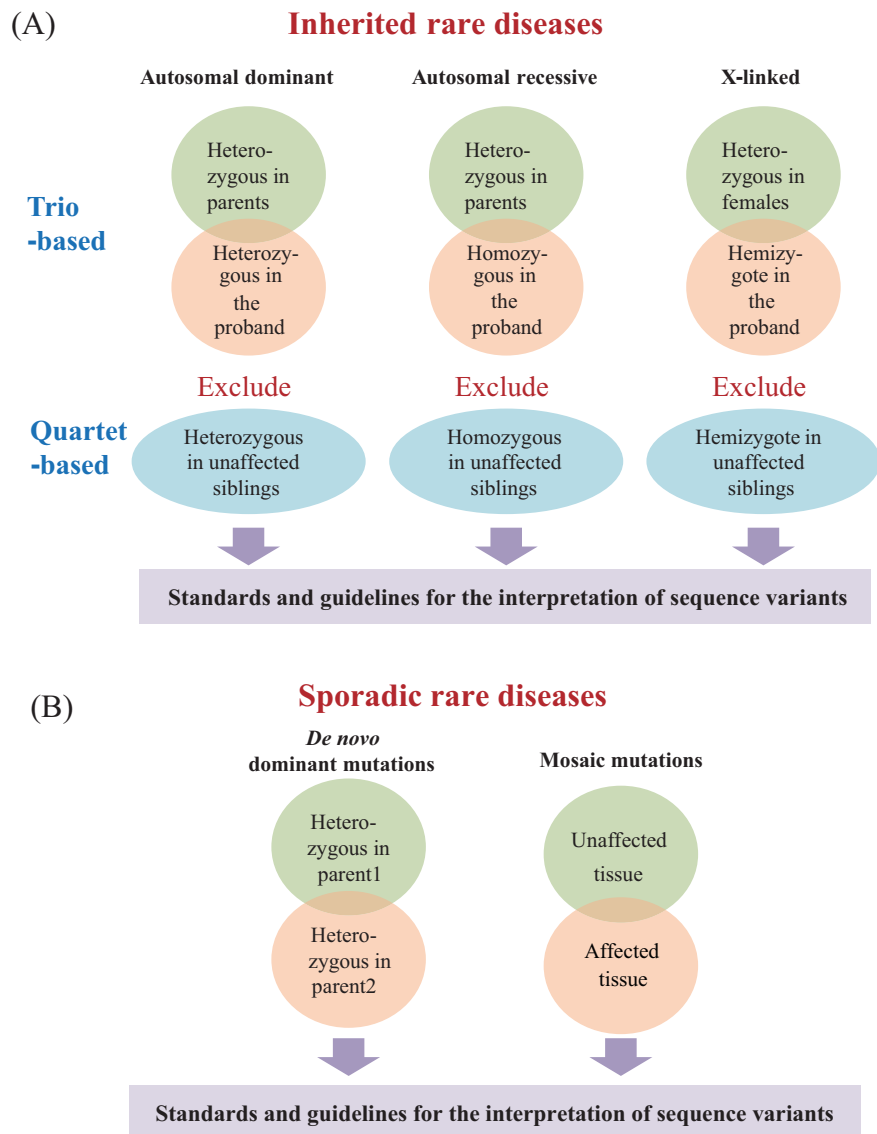 (A)
Inherited rare diseases
Autosomal dominant
Autosomal recessive
X-linked
Trio
-based
Hetero-
zygous in
parents
Heterozy-
gous in
the
proband
Hetero-
zygous in
parents
Homozy-
gous in
the
proband
Hetero-
zygous in
females
Hemizy-
gote in
the
proband
Exclude
Exclude
Exclude
Quartet
-based
Heterozygous
in unaffected
siblings
Homozygous
in unaffected
siblings
Hemizygote in
unaffected
siblings
Standards and guidelines for the interpretation of sequence variants
(B)
Sporadic rare diseases
De novo
dominant mutations
Mosaic mutations
Hetero-
zygous in
parent1
Hetero-
zygous in
parent2
Unaffected
tissue
Affected
tissue
Standards and guidelines for the interpretation of sequence variants